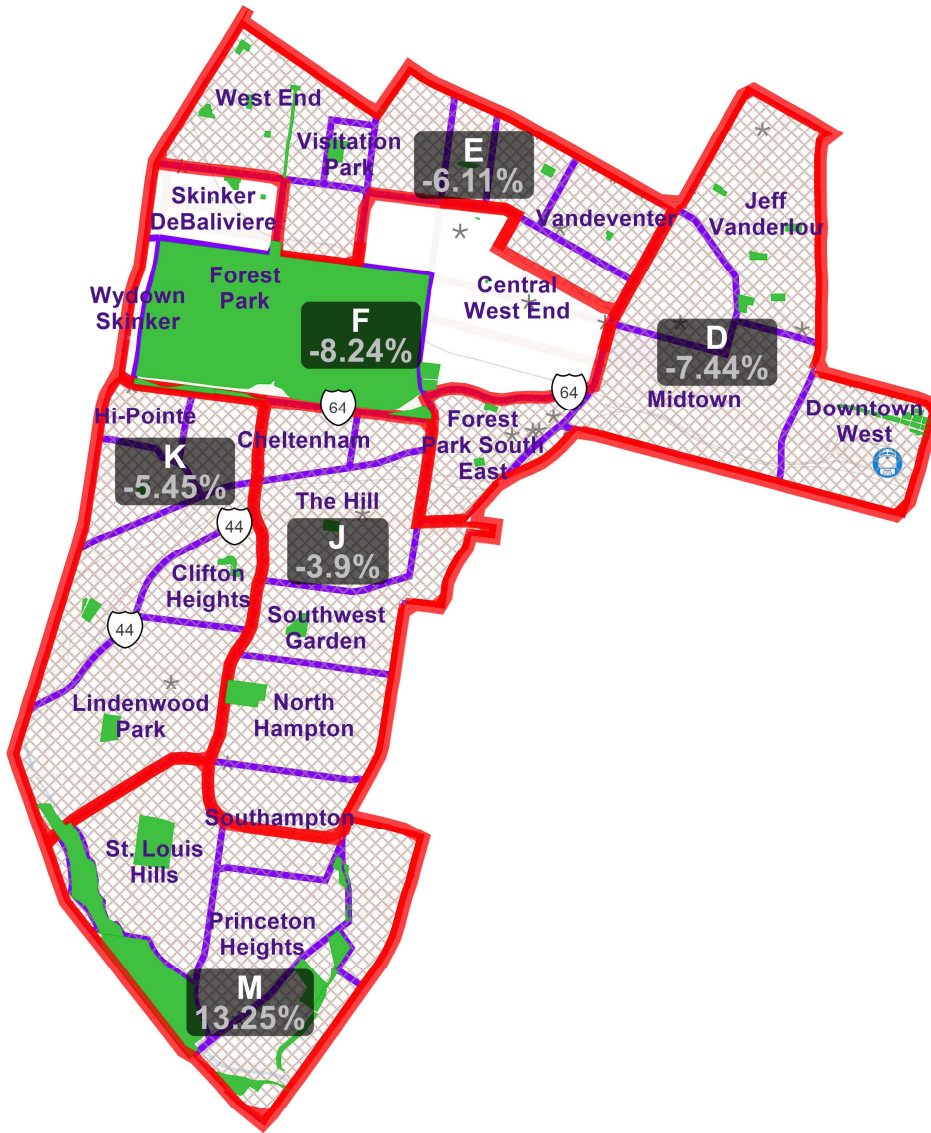 West End
Visitation
Park
E
-6.11%
Skinker
DeBaliviere
Vandeventer
Jeff
Vanderlou
Forest
Park
Wydown
Skinker
Central
West End
F
-8.24%
D
-7.44%
64
64
Midtown
Downtown
West
Hi-Pointe
Cheltenham
Forest
Park South
East
K
-5.45%
The Hill
44
J
-3.9%
Clifton
Heights
Southwest
Garden
44
Lindenwood
Park
North
Hampton
Southampton
St. Louis
Hills
Princeton
Heights
M
13.25%